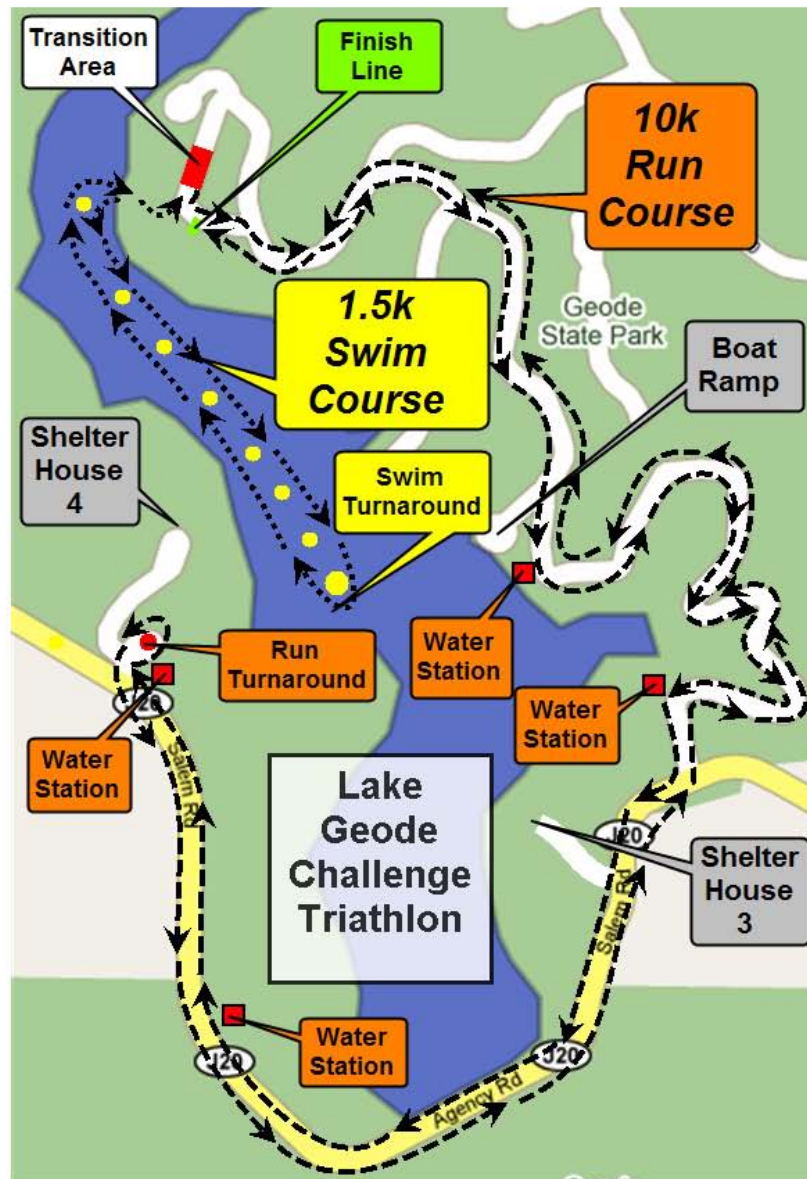 Transition
Area
Finish
Line
10k
Run
Course
1.5k
Swim
Course
Geode
State Park
Boat
Ramp
Shelter
House
4
Swim
Turnaround
Water
Station
Run
Turnaround
Water
Station
J20
Water
Station
Salem Rd
Lake
Geode
Challenge
Triathlon
J20
Shelter
House
3
Salem Rd
Water
Station
J20
J20
Agency Rd